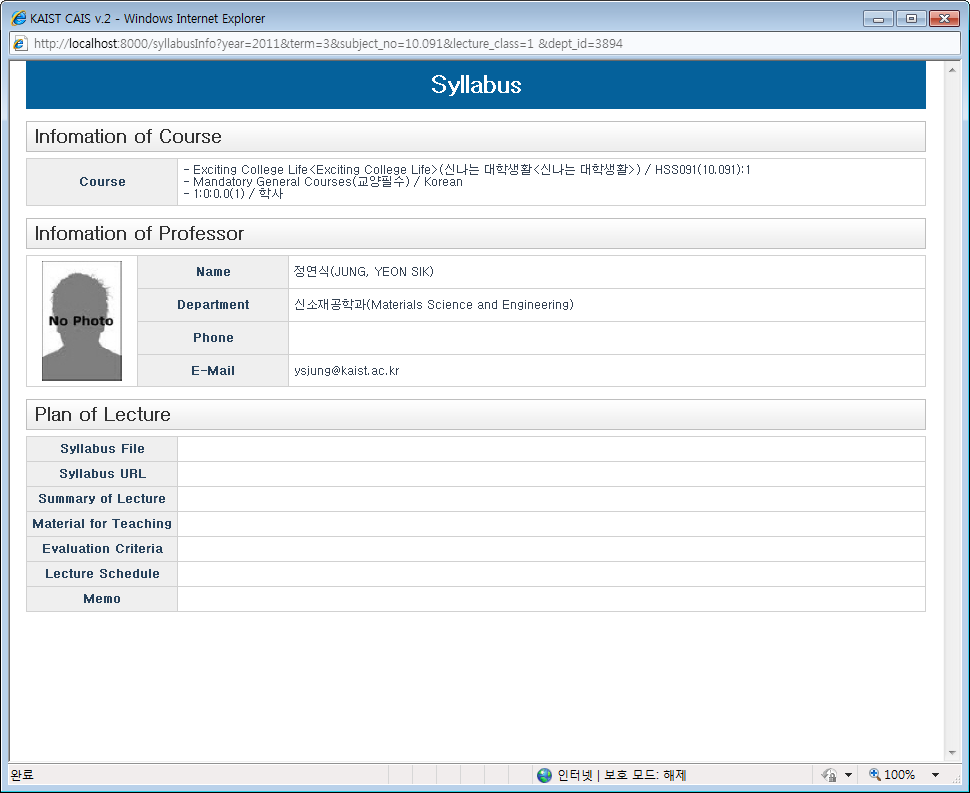 KAIST CAIS v.2 - Windows Internet Explorer
http://localhost:8000/syllabusInfo?year=2011&term=3&subject_no=10.091&lecture_class=1 &dept_id=3894
Syllabus
Infomation of Course
Course
- Exciting College Life<Exciting College Life>(신나는 대학생활<신나는 대학생활>) / HSS091(10.091):1
- Mandatory General Courses(교양필수) / Korean
- 1:0:0.0(1) / 학사
Infomation of Professor
No Photo
Name 정연식(JUNG, YEON SIK)
Department 신소재공학과(Materials Science and Engineering)
Phone
E-Mail ysjung@kaist.ac.kr
Plan of Lecture
Syllabus File
Syllabus URL
Summary of Lecture
Material for Teaching
Evaluation Criteria
Lecture Schedule
Memo
완료 인터넷 | 보호 모드: 해제 100%